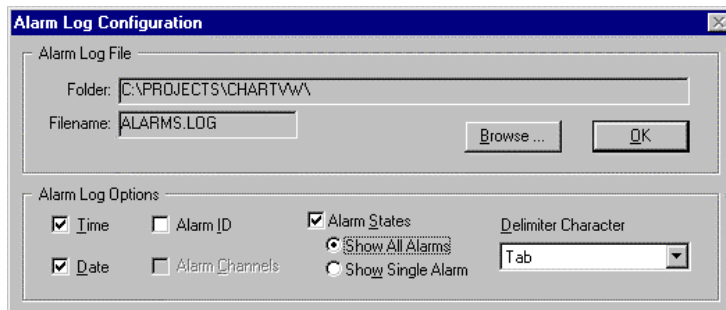 Alarm Log Configuration
Alarm Log File
Folder: C:\PROJECTS\CHARTVW\
Filename: ALARMS.LOG
Browse ... OK
Alarm Log Options
Time Alarm ID Alarm States Delimiter Character
Show All Alarms Tab
Date Alarm Channels Show Single Alarm